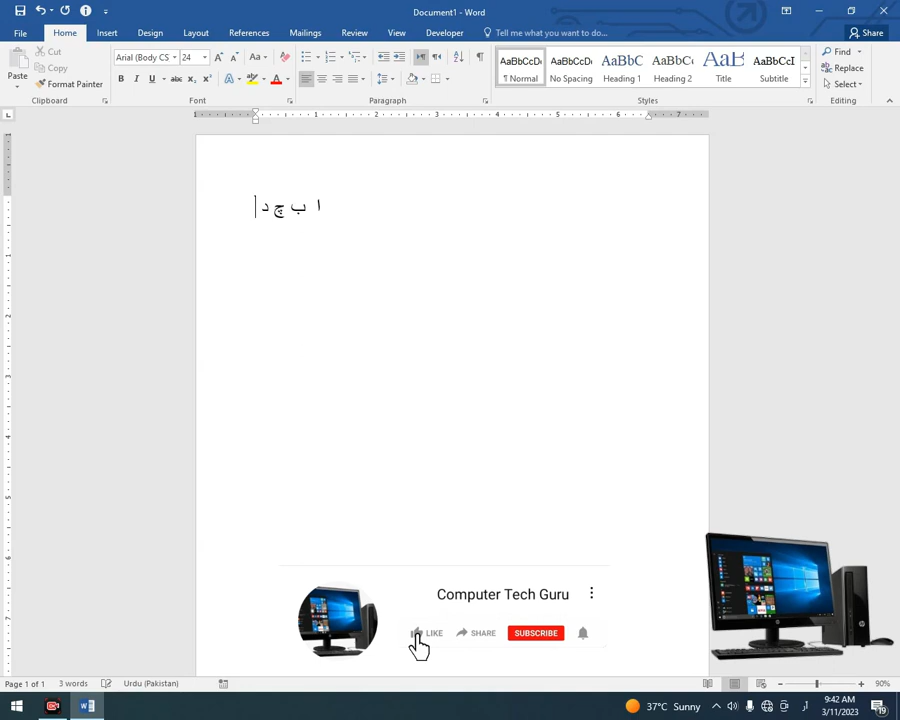 Document1 - Word
File Home Insert Design Layout References Mailings Review View Developer Tell me what you want to do... Share
Paste
Cut
Copy
Format Painter
Clipboard
Arial (Body CS 24
Font
Paragraph
AaBbCcDc ¶ Normal
AaBbCcDc No Spacing
AaBbC Heading 1
AaBbCc Heading 2
AaB Title
AaBbCcI Subtitle
Styles
Find
Replace
Select
Editing
ا ب چ د
Computer Tech Guru
LIKE SHARE SUBSCRIBE
Page 1 of 1 3 words Urdu (Pakistan) 90%
37°C Sunny 9:42 AM
3/11/2023 19